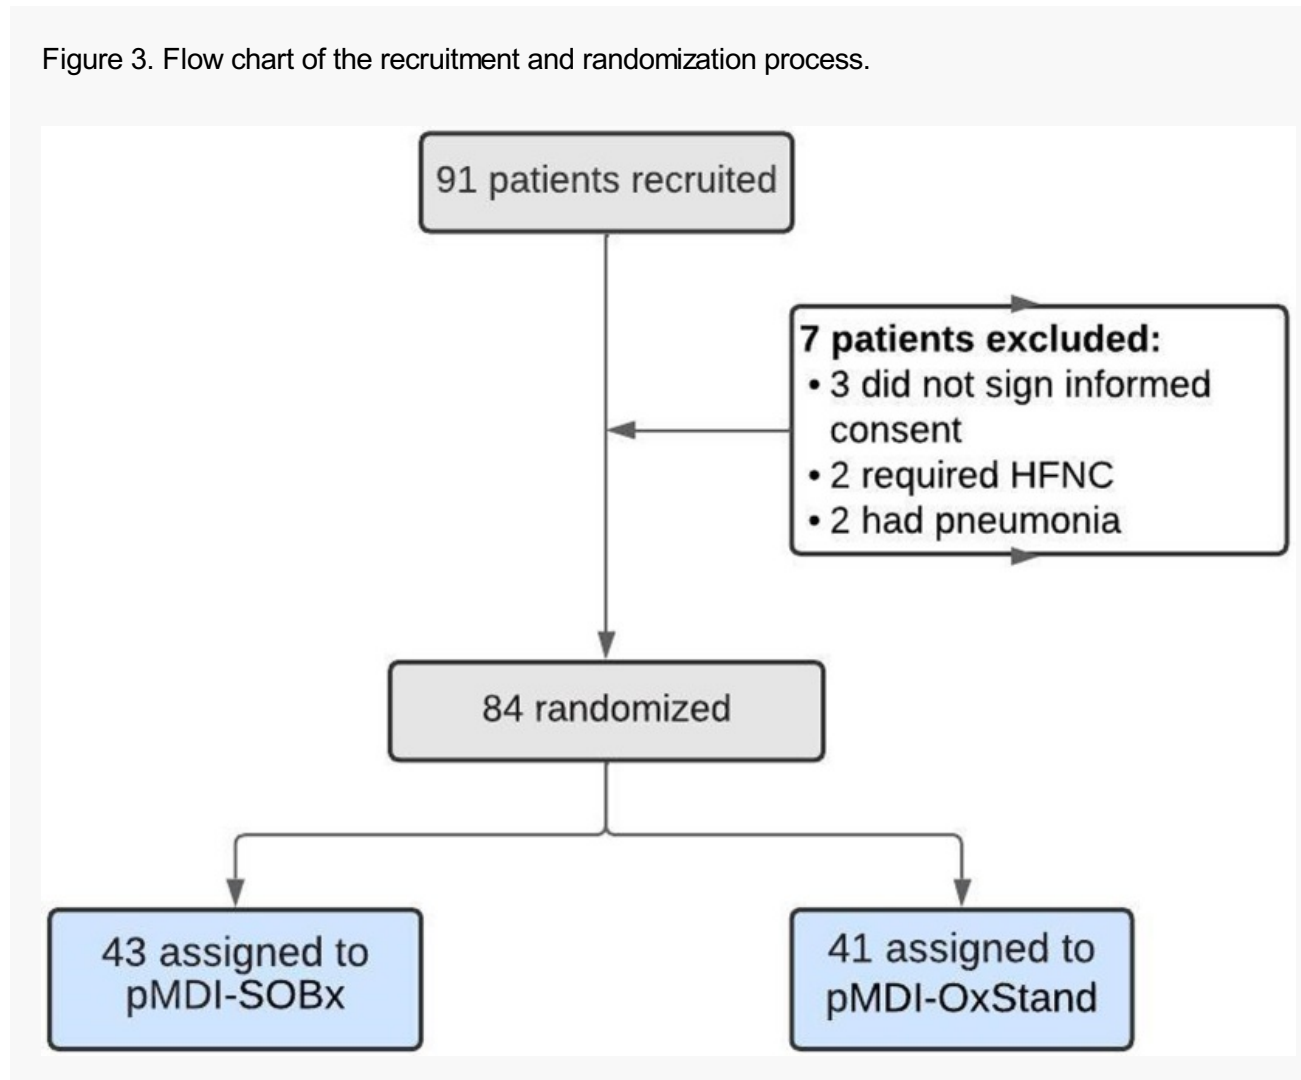 Figure 3. Flow chart of the recruitment and randomization process.
91 patients recruited
7 patients excluded:
• 3 did not sign informed
consent
• 2 required HFNC
• 2 had pneumonia
84 randomized
43 assigned to
pMDI-SOBx
41 assigned to
pMDI-OxStand